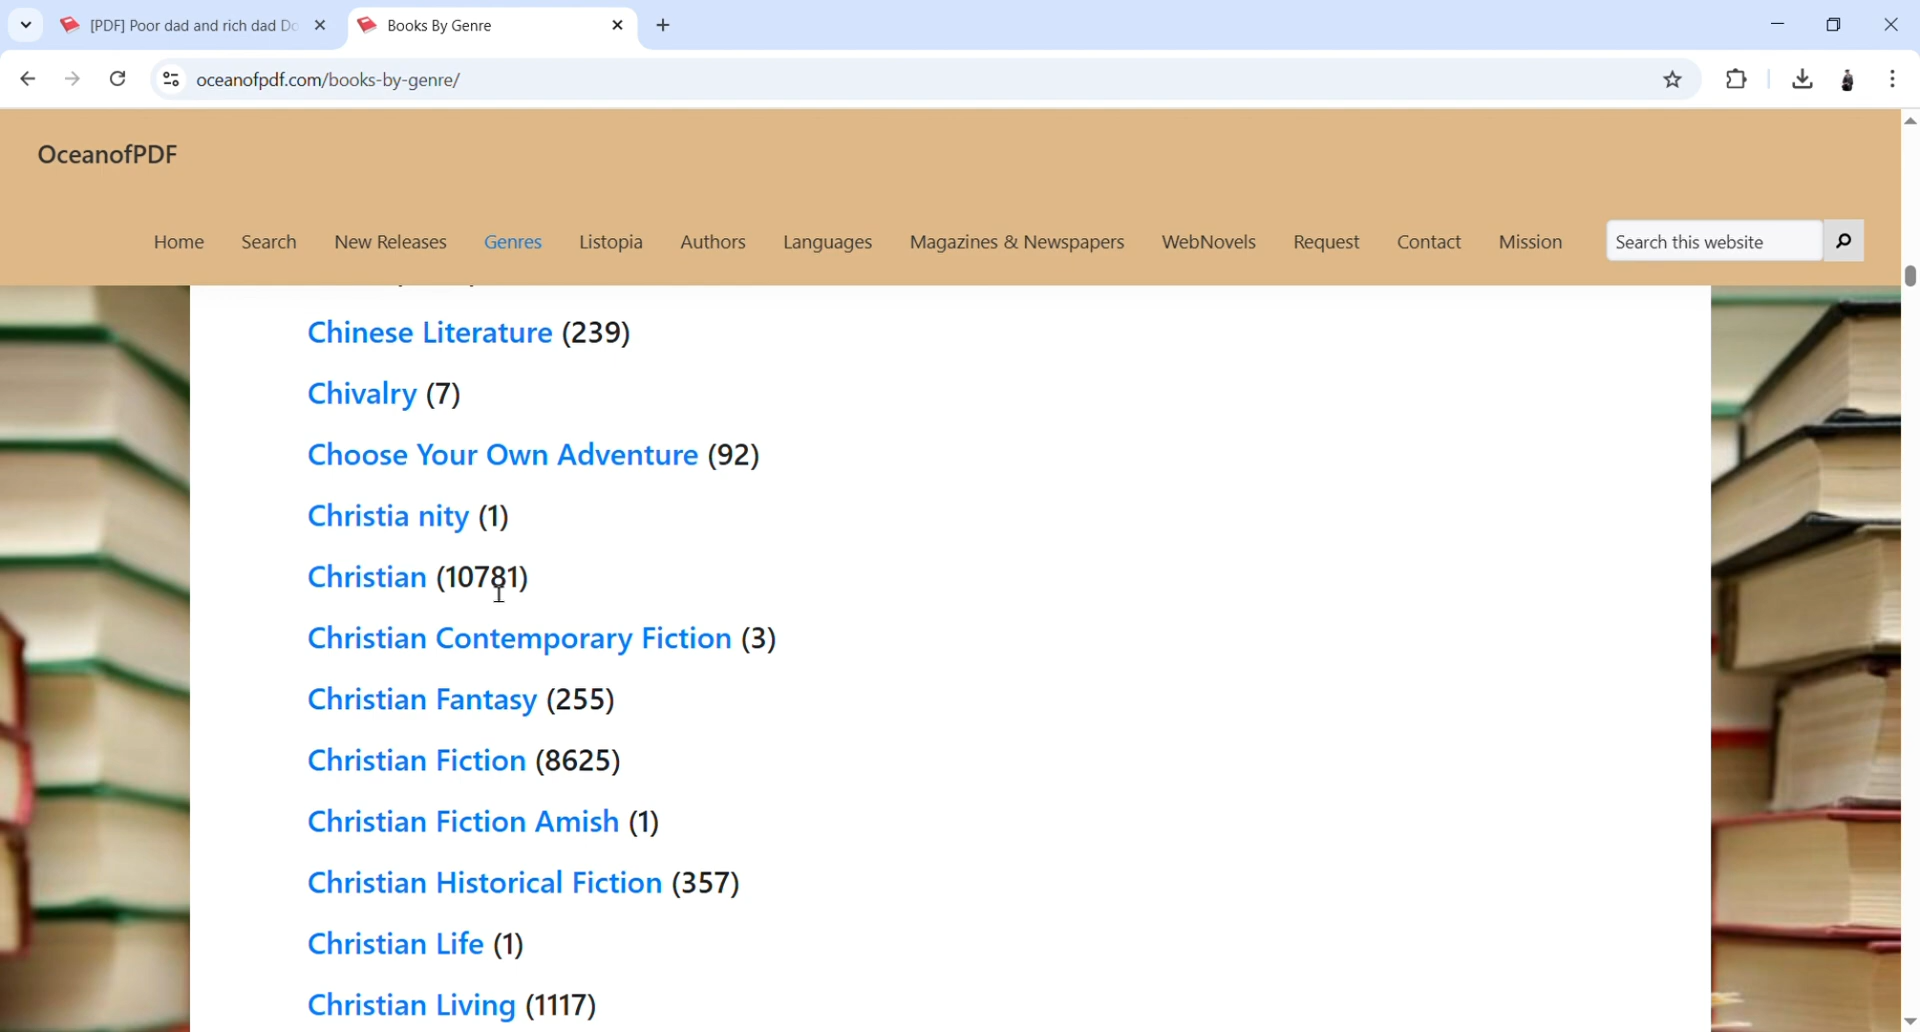 [PDF] Poor dad and rich dad Do
Books By Genre
oceanofpdf.com/books-by-genre/
OceanofPDF
Home Search New Releases Genres Listopia Authors Languages Magazines & Newspapers WebNovels Request Contact Mission Search this website
Chinese Literature (239)
Chivalry (7)
Choose Your Own Adventure (92)
Christia nity (1)
Christian (10781)
Christian Contemporary Fiction (3)
Christian Fantasy (255)
Christian Fiction (8625)
Christian Fiction Amish (1)
Christian Historical Fiction (357)
Christian Life (1)
Christian Living (1117)